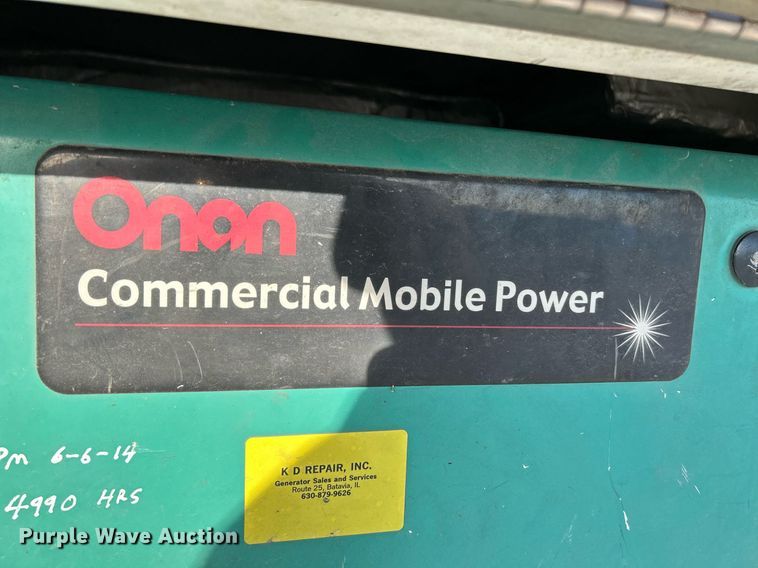 Onan
Commercial Mobile Power
PM 6-6-14
4990 HRS
K D REPAIR, INC.
Generator Sales and Services
Route 25, Batavia, IL
630-879-9626
Purple Wave Auction